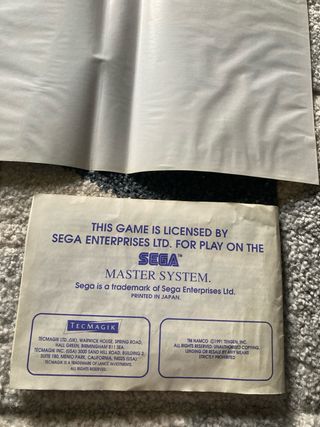 THIS GAME IS LICENSED BY
SEGA ENTERPRISES LTD. FOR PLAY ON THE
SEGA™
MASTER SYSTEM.
Sega is a trademark of Sega Enterprises Ltd.
PRINTED IN JAPAN.
TECMAGIK
TECMAGIK LTD. (UK), WARWICK HOUSE, SPRING ROAD,
HALL GREEN, BIRMINGHAM B11 3EA.
TECMAGIK INC. (USA) 3000 SAND HILL ROAD, BUILDING 2,
SUITE 180, MENLO PARK, CALIFORNIA, 94025 ---
TECMAGIK IS A TRADEMARK OF LANCE INVESTMENTS.
ALL RIGHTS RESERVED.
TM NAMCO ©1991 TENGEN, INC.
ALL RIGHTS RESERVED. UNAUTHORISED COPYING,
LENDING OR RESALE BY ANY MEANS
STRICTLY PROHIBITED